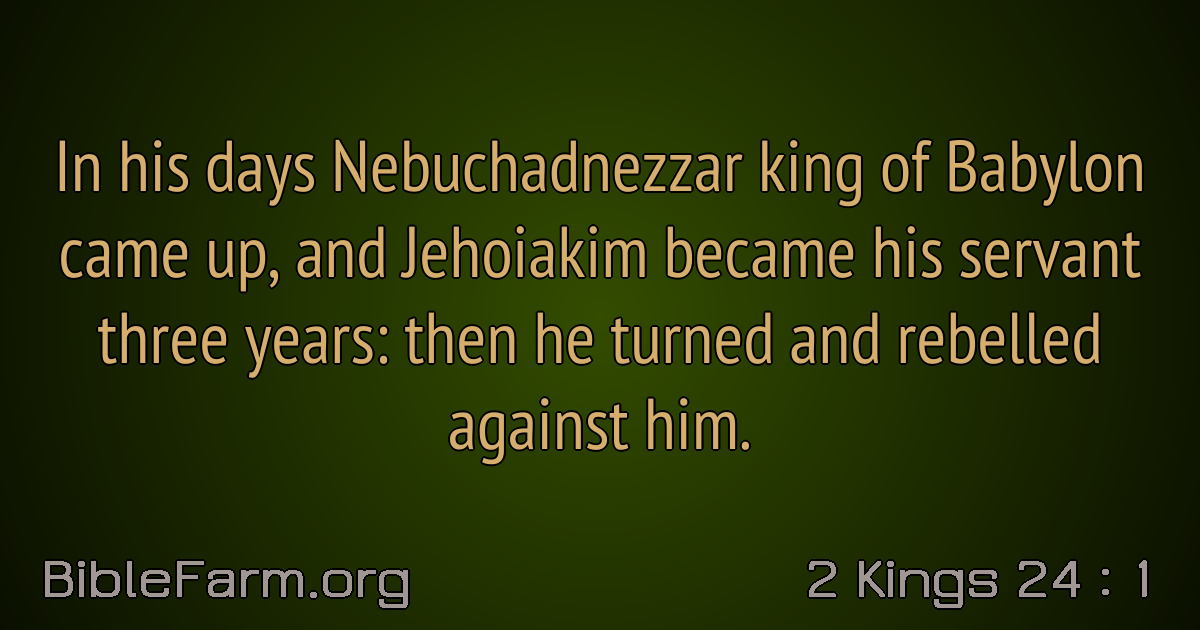 In his days Nebuchadnezzar king of Babylon
came up, and Jehoiakim became his servant
three years: then he turned and rebelled
against him.
BibleFarm.org
2 Kings 24 : 1